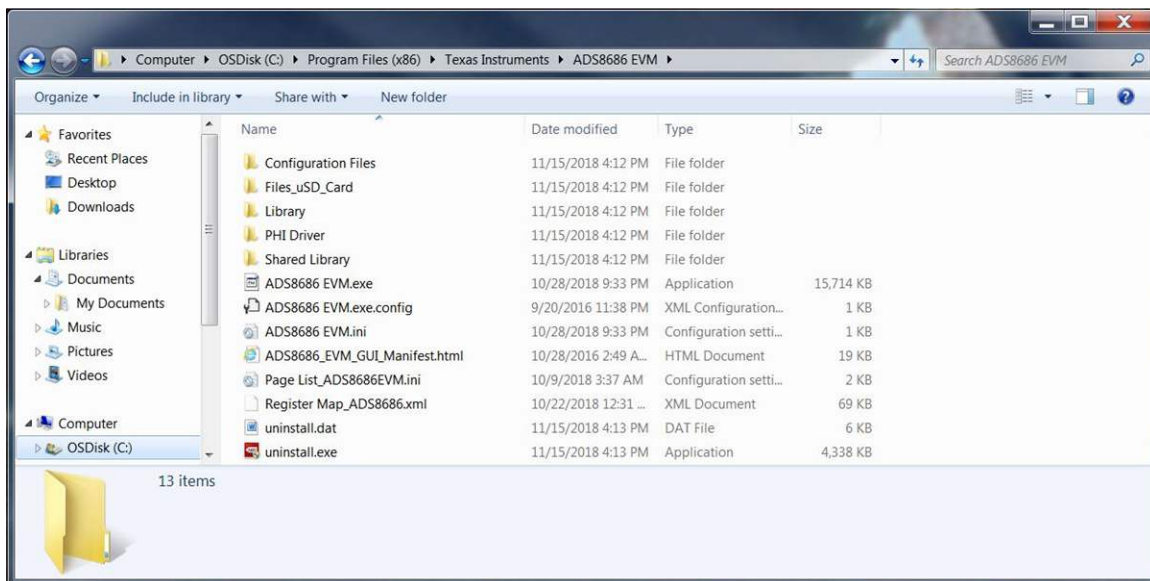 Computer OSDisk (C:) Program Files (x86) Texas Instruments ADS8686 EVM
Search ADS8686 EVM
Organize Include in library Share with New folder
Favorites
Recent Places
Desktop
Downloads
Libraries
Documents
My Documents
Music
Pictures
Videos
Computer
OSDisk (C:)
Name Date modified Type Size
Configuration Files 11/15/2018 4:12 PM File folder
Files_uSD_Card 11/15/2018 4:12 PM File folder
Library 11/15/2018 4:12 PM File folder
PHI Driver 11/15/2018 4:12 PM File folder
Shared Library 11/15/2018 4:12 PM File folder
ADS8686 EVM.exe 10/28/2018 9:33 PM Application 15,714 KB
ADS8686 EVM.exe.config 9/20/2016 11:38 PM XML Configuration... 1 KB
ADS8686 EVM.ini 10/28/2018 9:33 PM Configuration setti... 1 KB
ADS8686_EVM_GUI_Manifest.html 10/28/2016 2:49 A... HTML Document 19 KB
Page List_ADS8686EVM.ini 10/9/2018 3:37 AM Configuration setti... 2 KB
Register Map_ADS8686.xml 10/22/2018 12:31 ... XML Document 69 KB
uninstall.dat 11/15/2018 4:13 PM DAT File 6 KB
uninstall.exe 11/15/2018 4:13 PM Application 4,338 KB
13 items